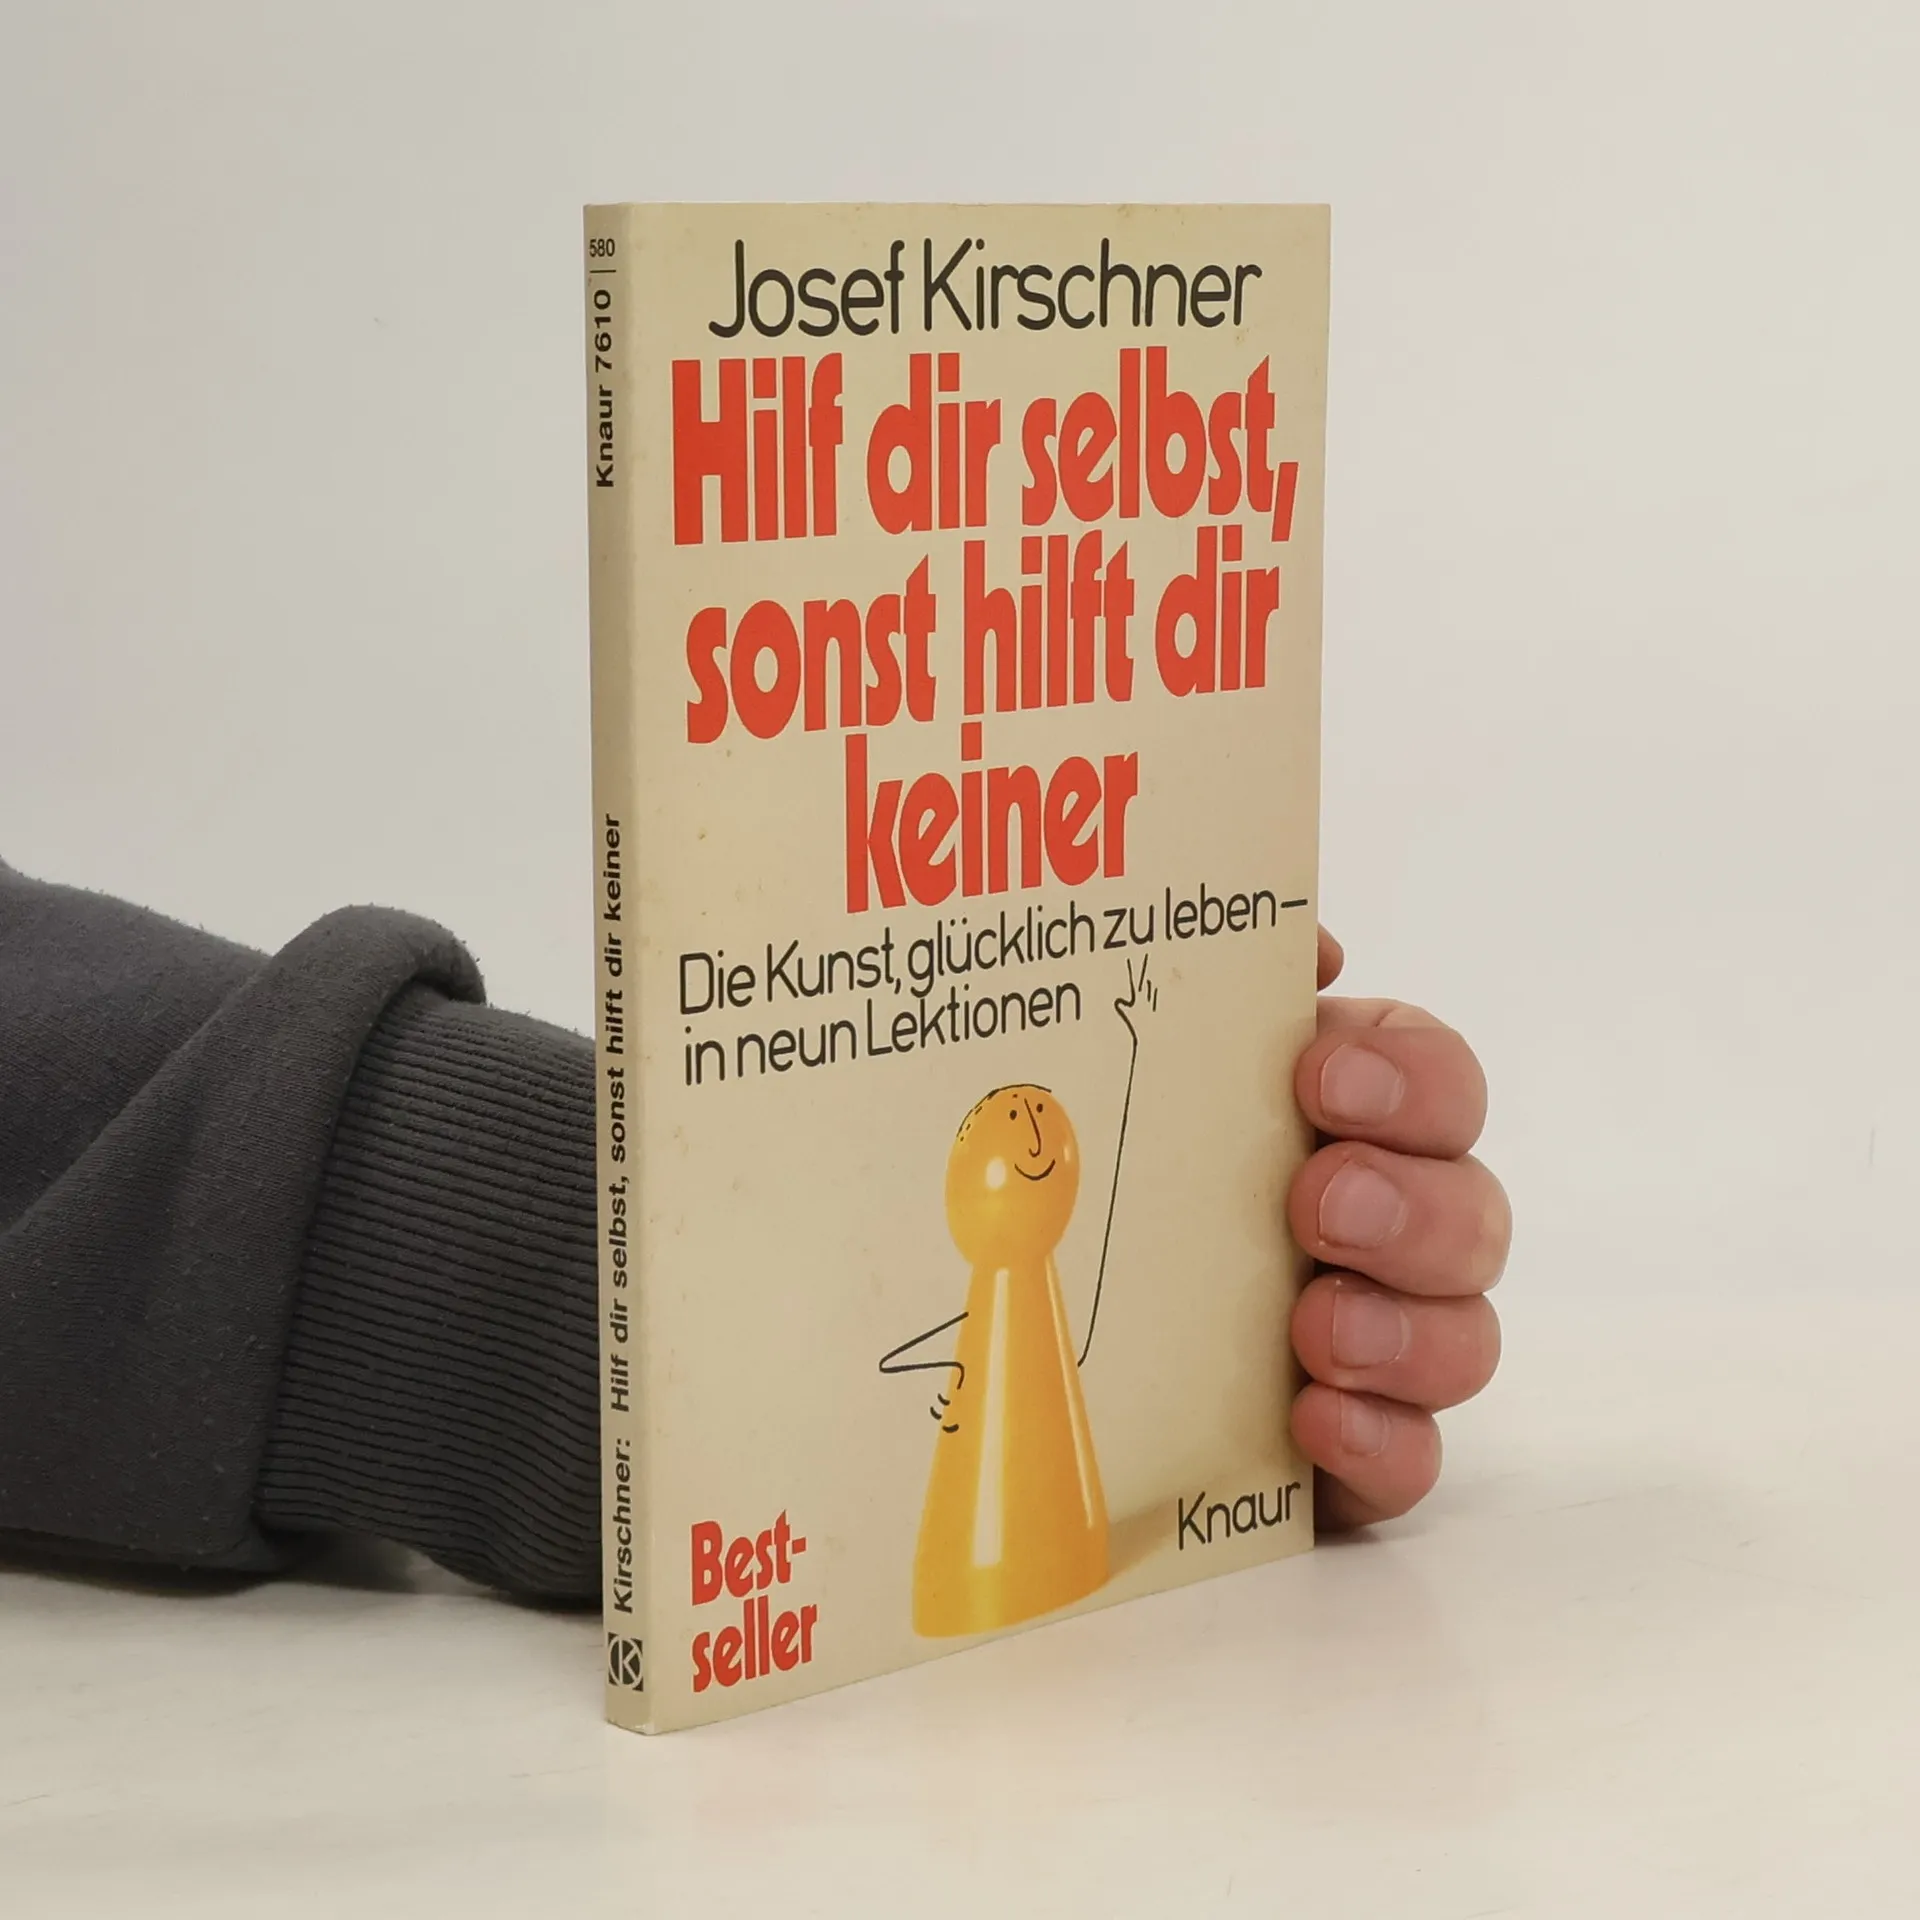 Josef Kirschner
Hilf dir selbst,
sonst hilft dir
keiner
Die Kunst, glücklich zu leben–
in neun Lektionen
Best-
seller
Knaur
Kirschner: Hilf dir selbst, sonst hilft dir keiner
Knaur 7610 | 580
K